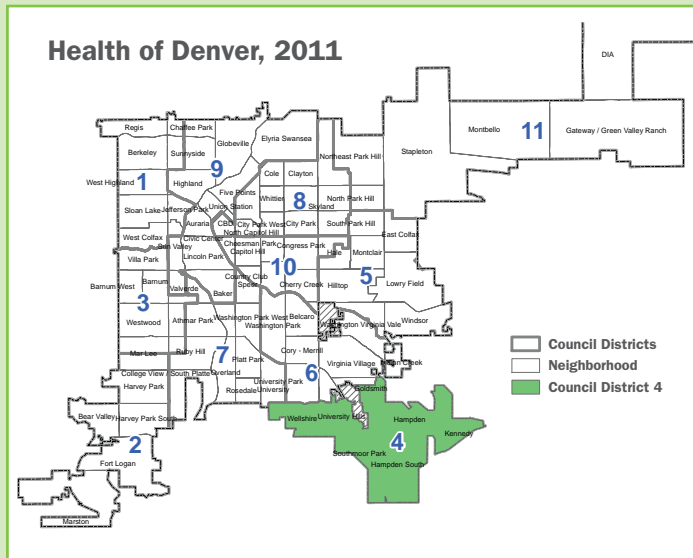 Health of Denver, 2011
DIA
Regis
Chaffee Park
Globeville
Elyria Swansea
Montbello
11
Gateway / Green Valley Ranch
Berkeley
Sunnyside
Northeast Park Hill
Stapleton
9
West Highland
1
Highland
Cole
Clayton
Five Points
Whittier
8
Skyland
North Park Hill
Sloan Lake
Jefferson Park
Union Station
Auraria
CBD
City Park West
City Park
South Park Hill
North Capitol Hill
West Colfax
Civic Center
Cheesman Park
Congress Park
East Colfax
Sun Valley
Lincoln Park
Capitol Hill
Hale
Montclair
Villa Park
10
5
Barnum West
Barnum
Valverde
Baker
Country Club
Speer
Cherry Creek
Hilltop
Lowry Field
3
Westwood
Athmar Park
Washington Park West
Belcaro
Washington Park
Washington Virginia Vale
Windsor
Mar Lee
Ruby Hill
7
Platt Park
Cory - Merrill
Virginia Village
Indian Creek
College View / South Platte
Overland
Rosedale
University Park
University
6
Goldsmith
Harvey Park
Bear Valley
Harvey Park South
Wellshire
University Hills
Hampden
2
4
Kennedy
Fort Logan
Southmoor Park
Hampden South
Marston
Council Districts
Neighborhood
Council District 4